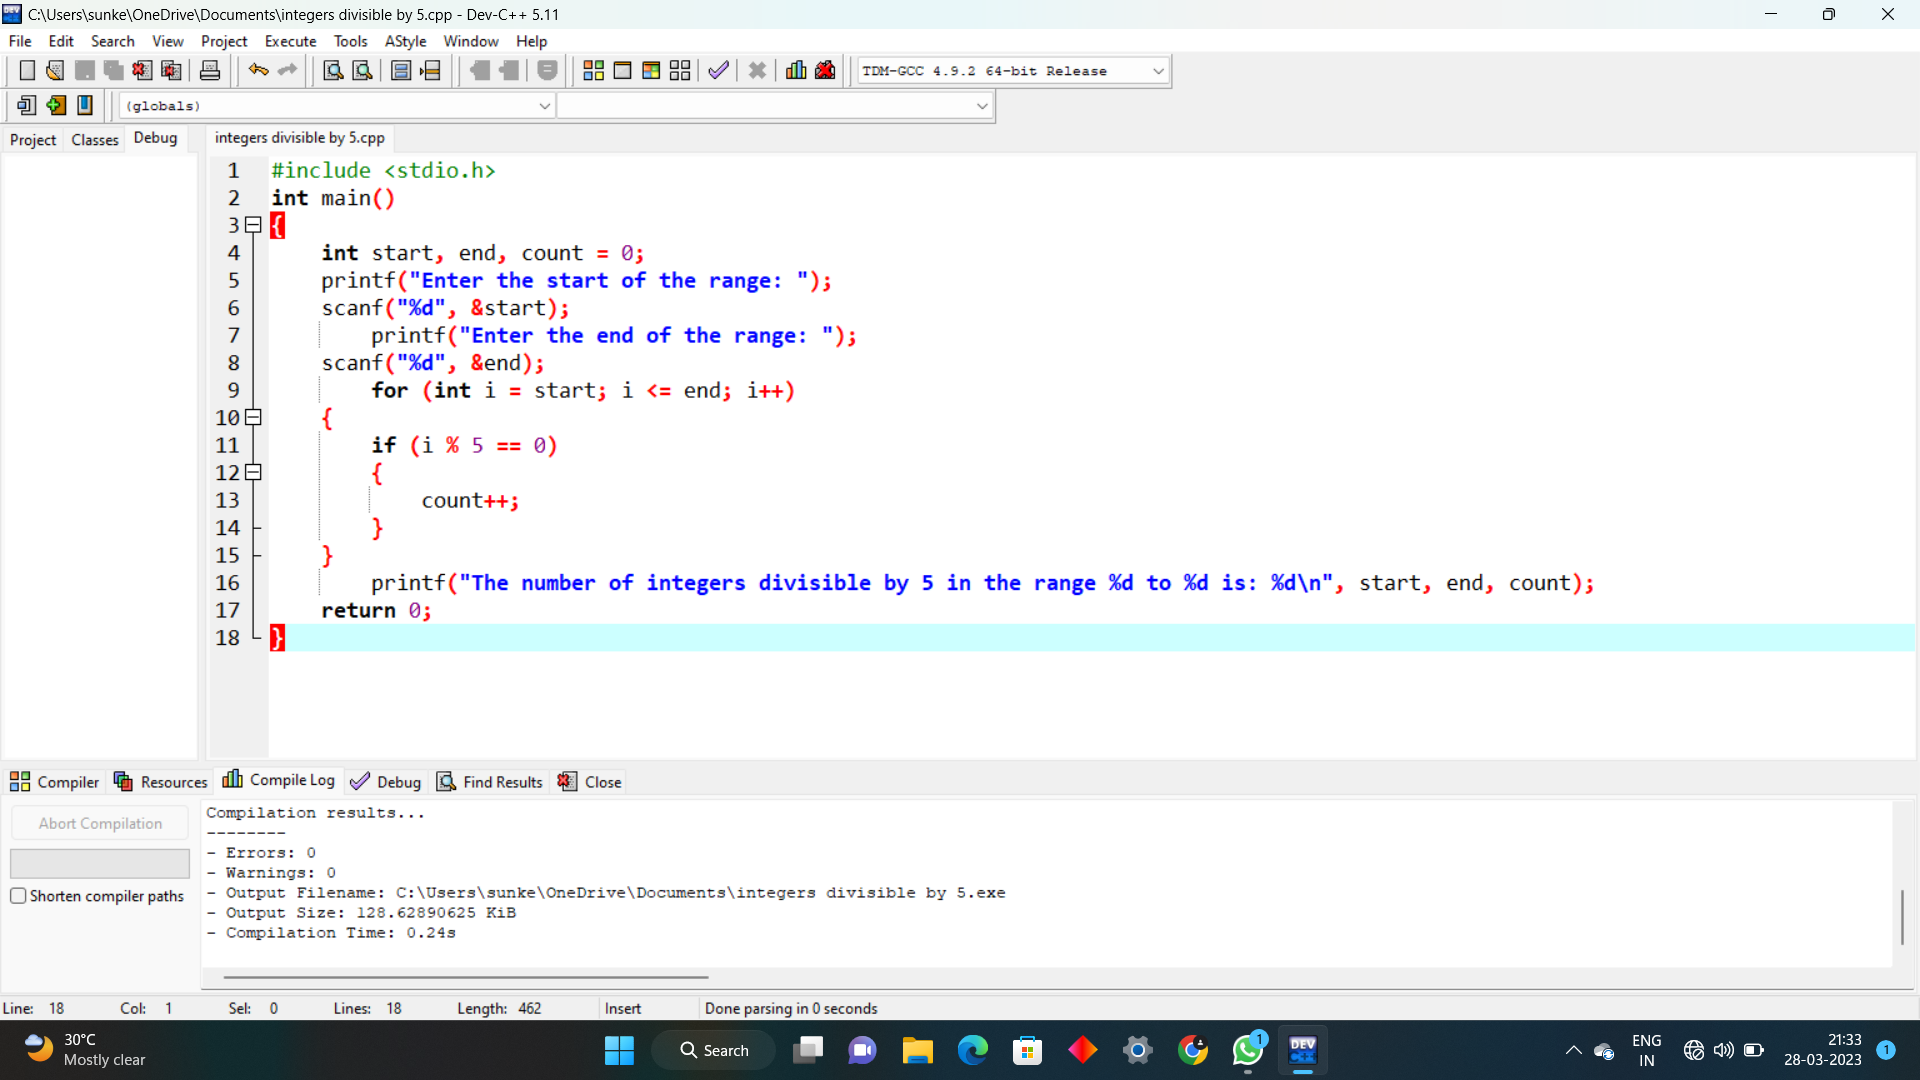 C:\Users\sunke\OneDrive\Documents\integers divisible by 5.cpp - Dev-C++ 5.11
File Edit Search View Project Execute Tools AStyle Window Help
TDM-GCC 4.9.2 64-bit Release
(globals)
Project Classes Debug
integers divisible by 5.cpp
1 #include <stdio.h>
2 int main()
3 {
4 int start, end, count = 0;
5 printf("Enter the start of the range: ");
6 scanf("%d", &start);
7 printf("Enter the end of the range: ");
8 scanf("%d", &end);
9 for (int i = start; i <= end; i++)
10 {
11 if (i % 5 == 0)
12 {
13 count++;
14 }
15 }
16 printf("The number of integers divisible by 5 in the range %d to %d is: %d\n", start, end, count);
17 return 0;
18 }
Compiler Resources Compile Log Debug Find Results Close
Abort Compilation
Shorten compiler paths
Compilation results...
--------
- Errors: 0
- Warnings: 0
- Output Filename: C:\Users\sunke\OneDrive\Documents\integers divisible by 5.exe
- Output Size: 128.62890625 KiB
- Compilation Time: 0.24s
Line: 18 Col: 1 Sel: 0 Lines: 18 Length: 462 Insert Done parsing in 0 seconds
30°C
Mostly clear
Search
1
DEV
C++
ENG
IN
21:33
28-03-2023
1